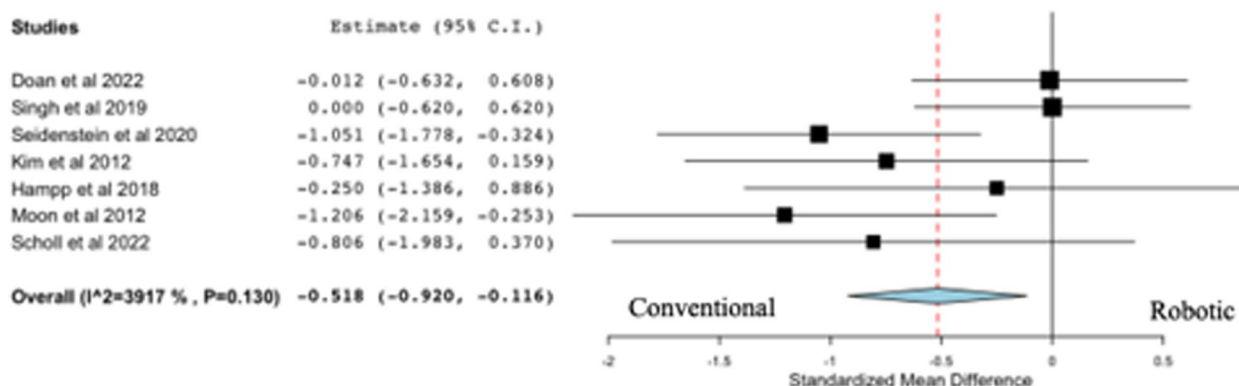 Studies Estimate (95% C.I.)
Doan et al 2022 -0.012 (-0.632, 0.608)
Singh et al 2019 0.000 (-0.620, 0.620)
Seidenstein et al 2020 -1.051 (-1.778, -0.324)
Kim et al 2012 -0.747 (-1.654, 0.159)
Hampp et al 2018 -0.250 (-1.386, 0.886)
Moon et al 2012 -1.206 (-2.159, -0.253)
Scholl et al 2022 -0.806 (-1.983, 0.370)
Overall (I^2=3917 % , P=0.130) -0.518 (-0.920, -0.116)
Conventional Robotic
-2 -1.5 -1 -0.5 0 0.5
Standardized Mean Difference